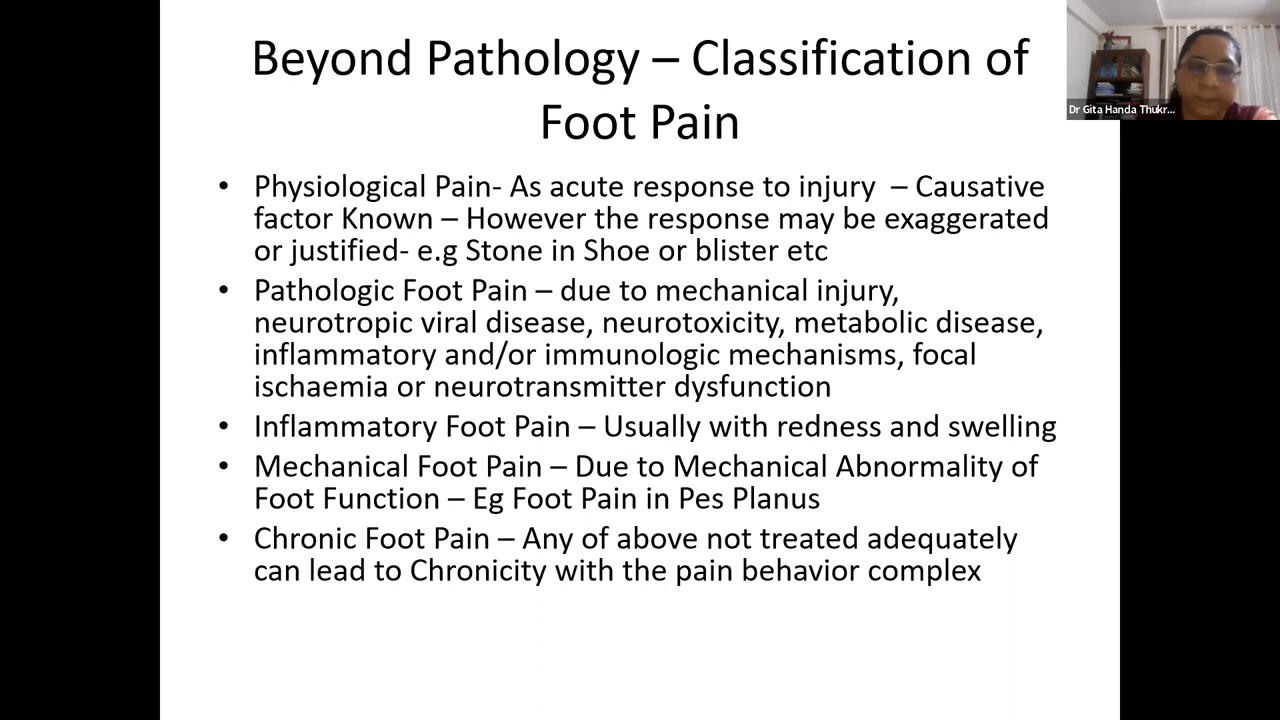 Beyond Pathology – Classification of
Foot Pain
Dr Gita Handa Thukr...
• Physiological Pain- As acute response to injury – Causative
factor Known – However the response may be exaggerated
or justified- e.g Stone in Shoe or blister etc
• Pathologic Foot Pain – due to mechanical injury,
neurotropic viral disease, neurotoxicity, metabolic disease,
inflammatory and/or immunologic mechanisms, focal
ischaemia or neurotransmitter dysfunction
• Inflammatory Foot Pain – Usually with redness and swelling
• Mechanical Foot Pain – Due to Mechanical Abnormality of
Foot Function – Eg Foot Pain in Pes Planus
• Chronic Foot Pain – Any of above not treated adequately
can lead to Chronicity with the pain behavior complex